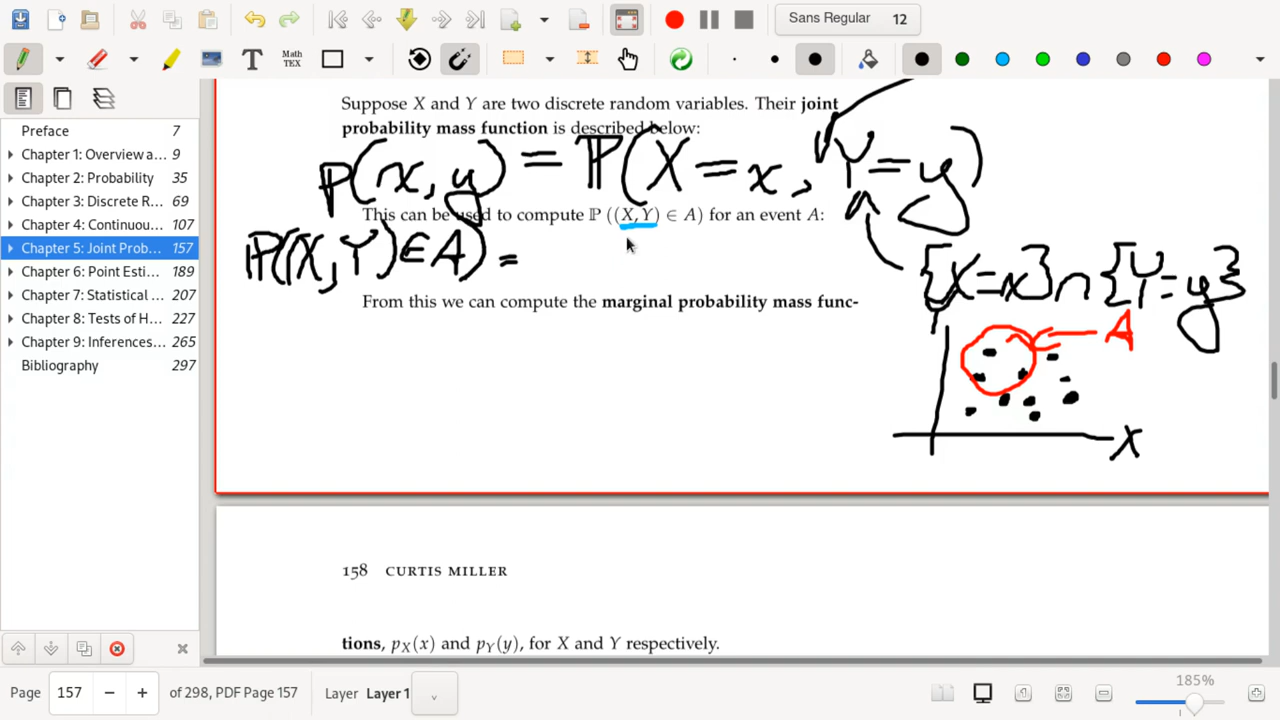 Sans Regular 12
T Math TEX
Preface 7
Chapter 1: Overview a... 9
Chapter 2: Probability 35
Chapter 3: Discrete R... 69
Chapter 4: Continuou... 107
Chapter 5: Joint Prob... 157
Chapter 6: Point Esti... 189
Chapter 7: Statistical ... 207
Chapter 8: Tests of H... 227
Chapter 9: Inferences... 265
Bibliography 297
Suppose X and Y are two discrete random variables. Their joint
probability mass function is described below:
p(x, y) = ℙ(X = x, Y = y)
This can be used to compute ℙ ((X, Y) ∈ A) for an event A:
ℙ((X, Y) ∈ A) =
{X = x} ∩ {Y = y}
A
X
From this we can compute the marginal probability mass func-
158 CURTIS MILLER
tions, pX(x) and pY(y), for X and Y respectively.
Page 157 of 298, PDF Page 157
Layer Layer 1
185%